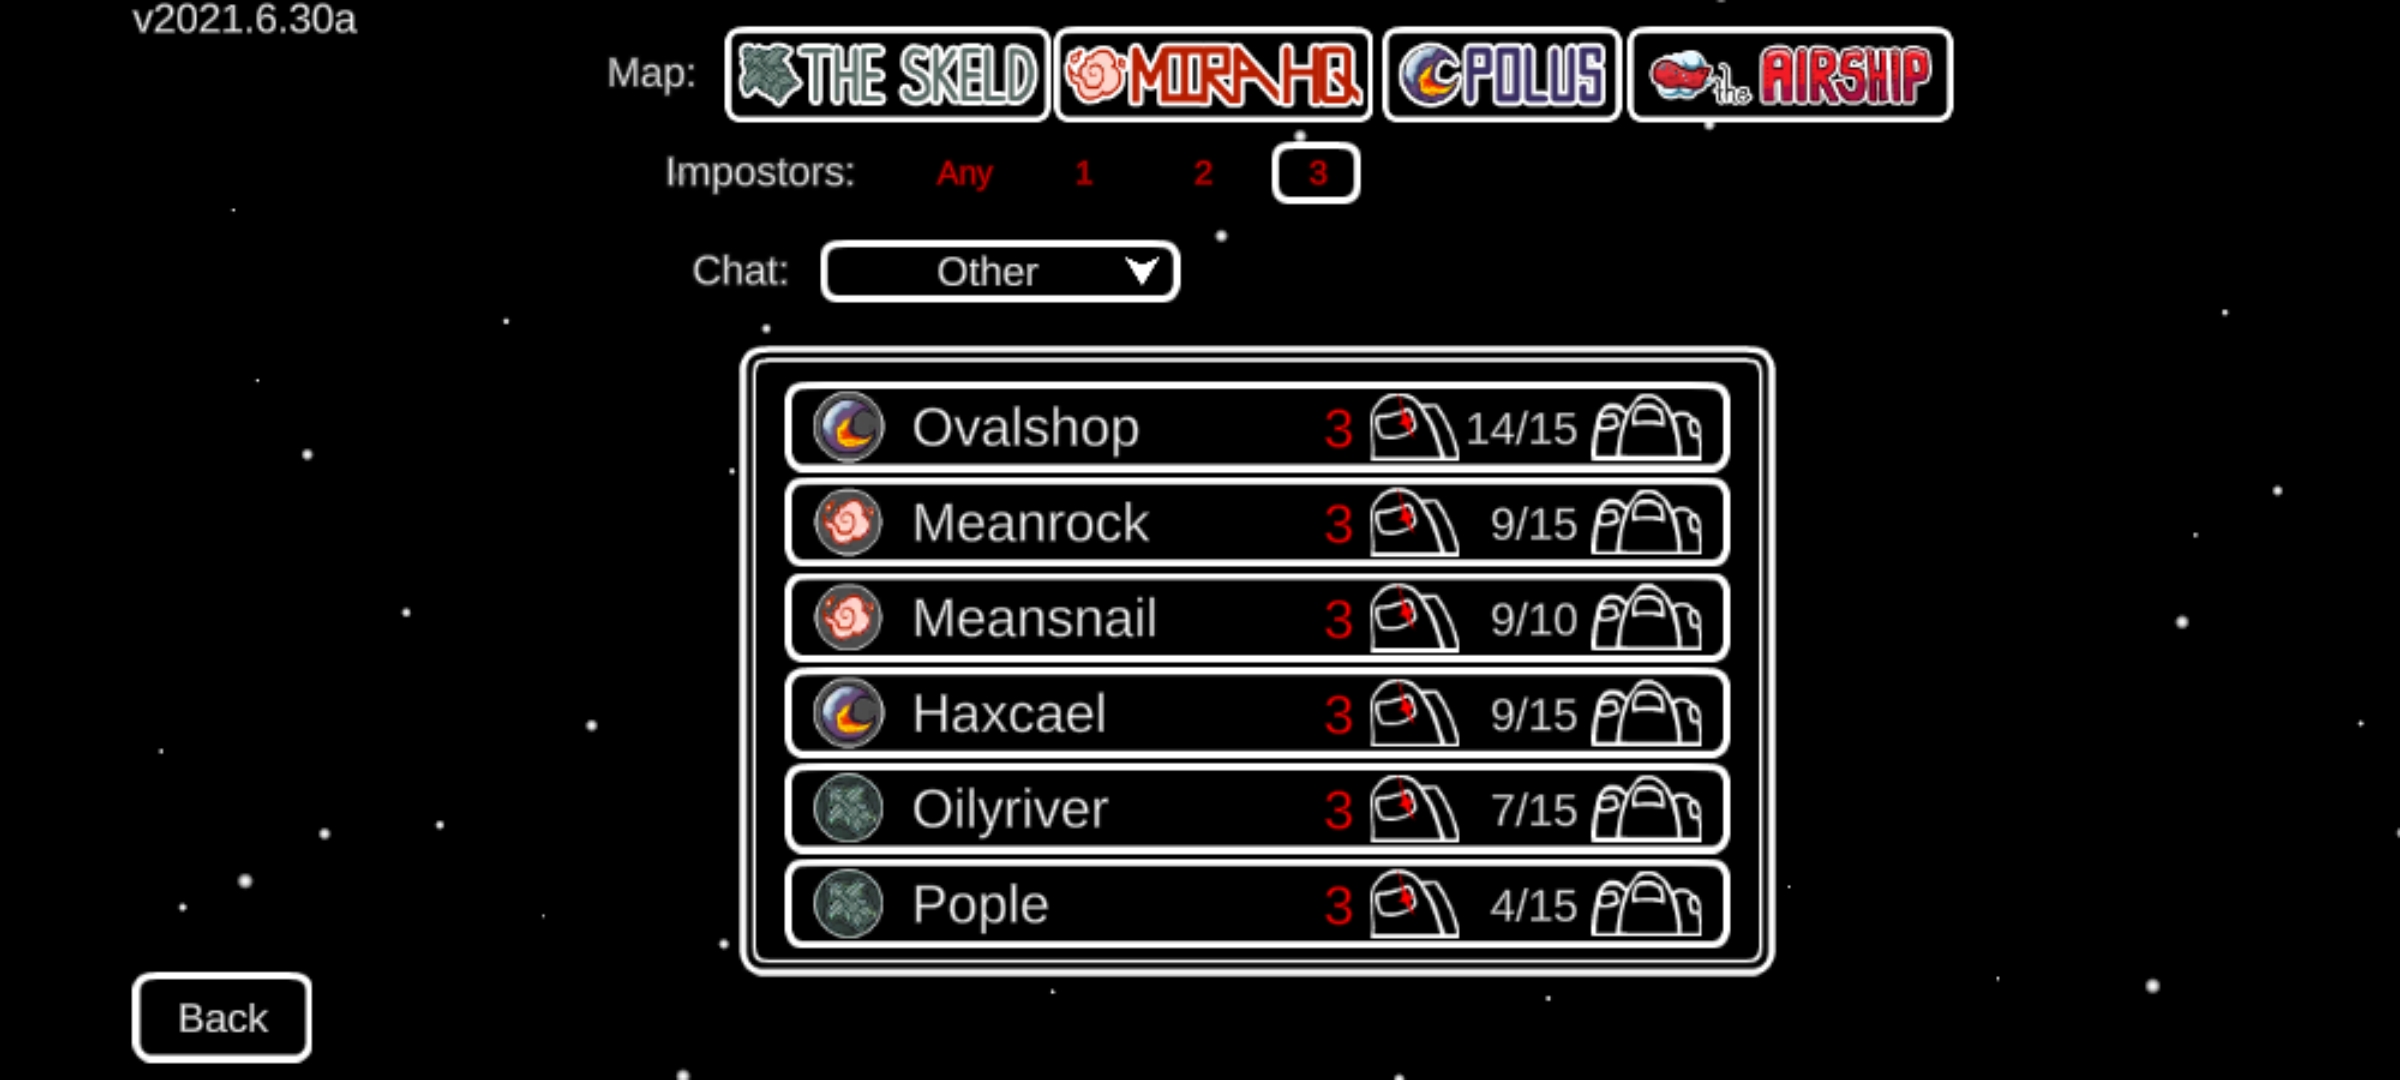 v2021.6.30a
Map: THE SKELD MIRA HQ POLUS the AIRSHIP
Impostors: Any 1 2 3
Chat: Other
Ovalshop 3 14/15
Meanrock 3 9/15
Meansnail 3 9/10
Haxcael 3 9/15
Oilyriver 3 7/15
Pople 3 4/15
Back